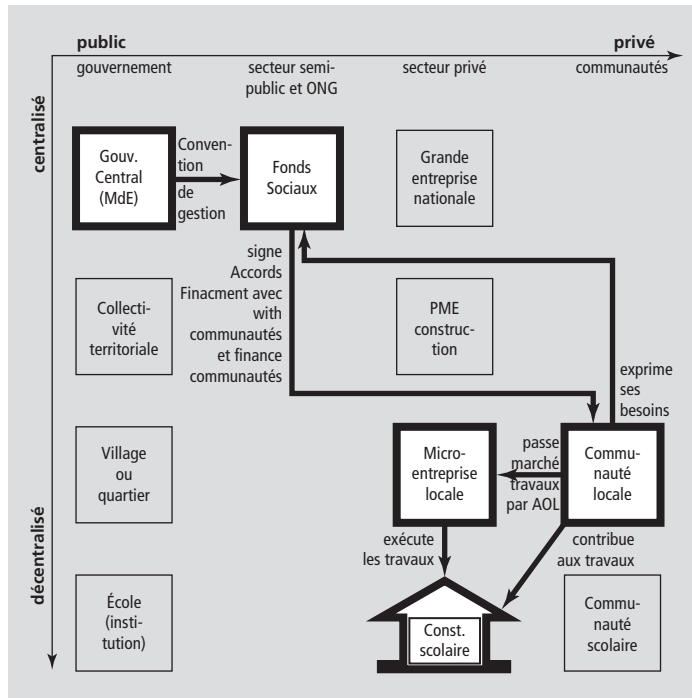 public
privé
gouvernement
secteur semi-
public et ONG
secteur privé
communautés
centralisé
décentralisé
Gouv.
Central
(MdE)
Conven-
tion
de
gestion
Fonds
Sociaux
Grande
entreprise
nationale
signe
Accords
Finacment avec
with
communautés
et finance
communautés
Collecti-
vité
territoriale
PME
construc-
tion
exprime
ses
besoins
Village
ou
quartier
Micro-
entreprise
locale
passe
marché
travaux
par AOL
Commu-
nauté
locale
exécute
les travaux
contribue
aux travaux
École
(insti-
tution)
Const.
scolaire
Commu-
nauté
scolaire